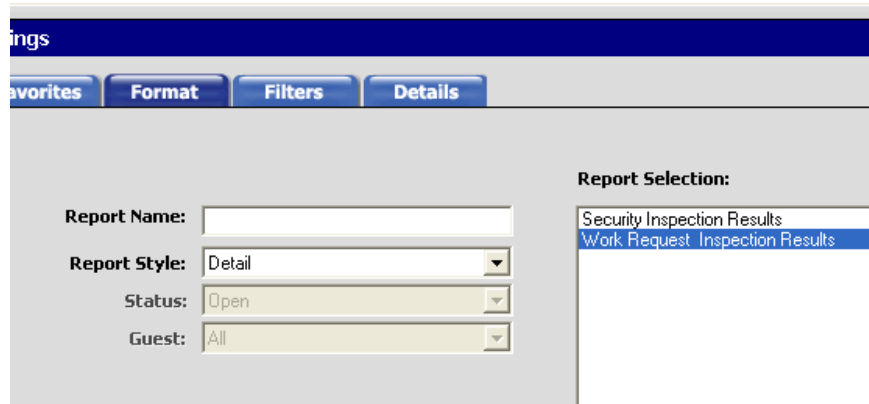 ings
avorites Format Filters Details
Report Selection:
Report Name:
Security Inspection Results
Work Request  Inspection Results
Report Style: Detail
Status: Open
Guest: All